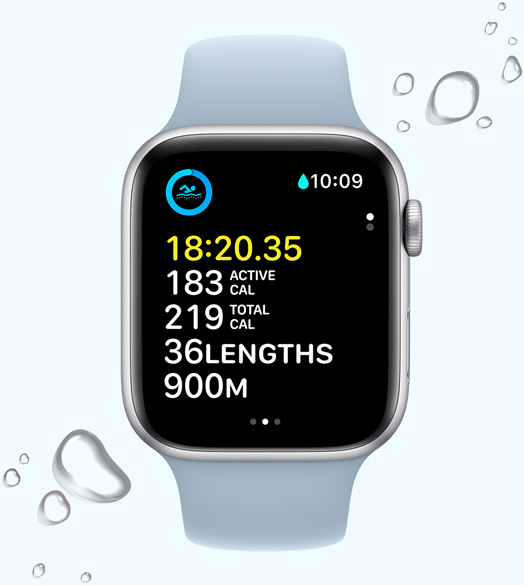 10:09
18:20.35
183 ACTIVE CAL
219 TOTAL CAL
36LENGTHS
900M